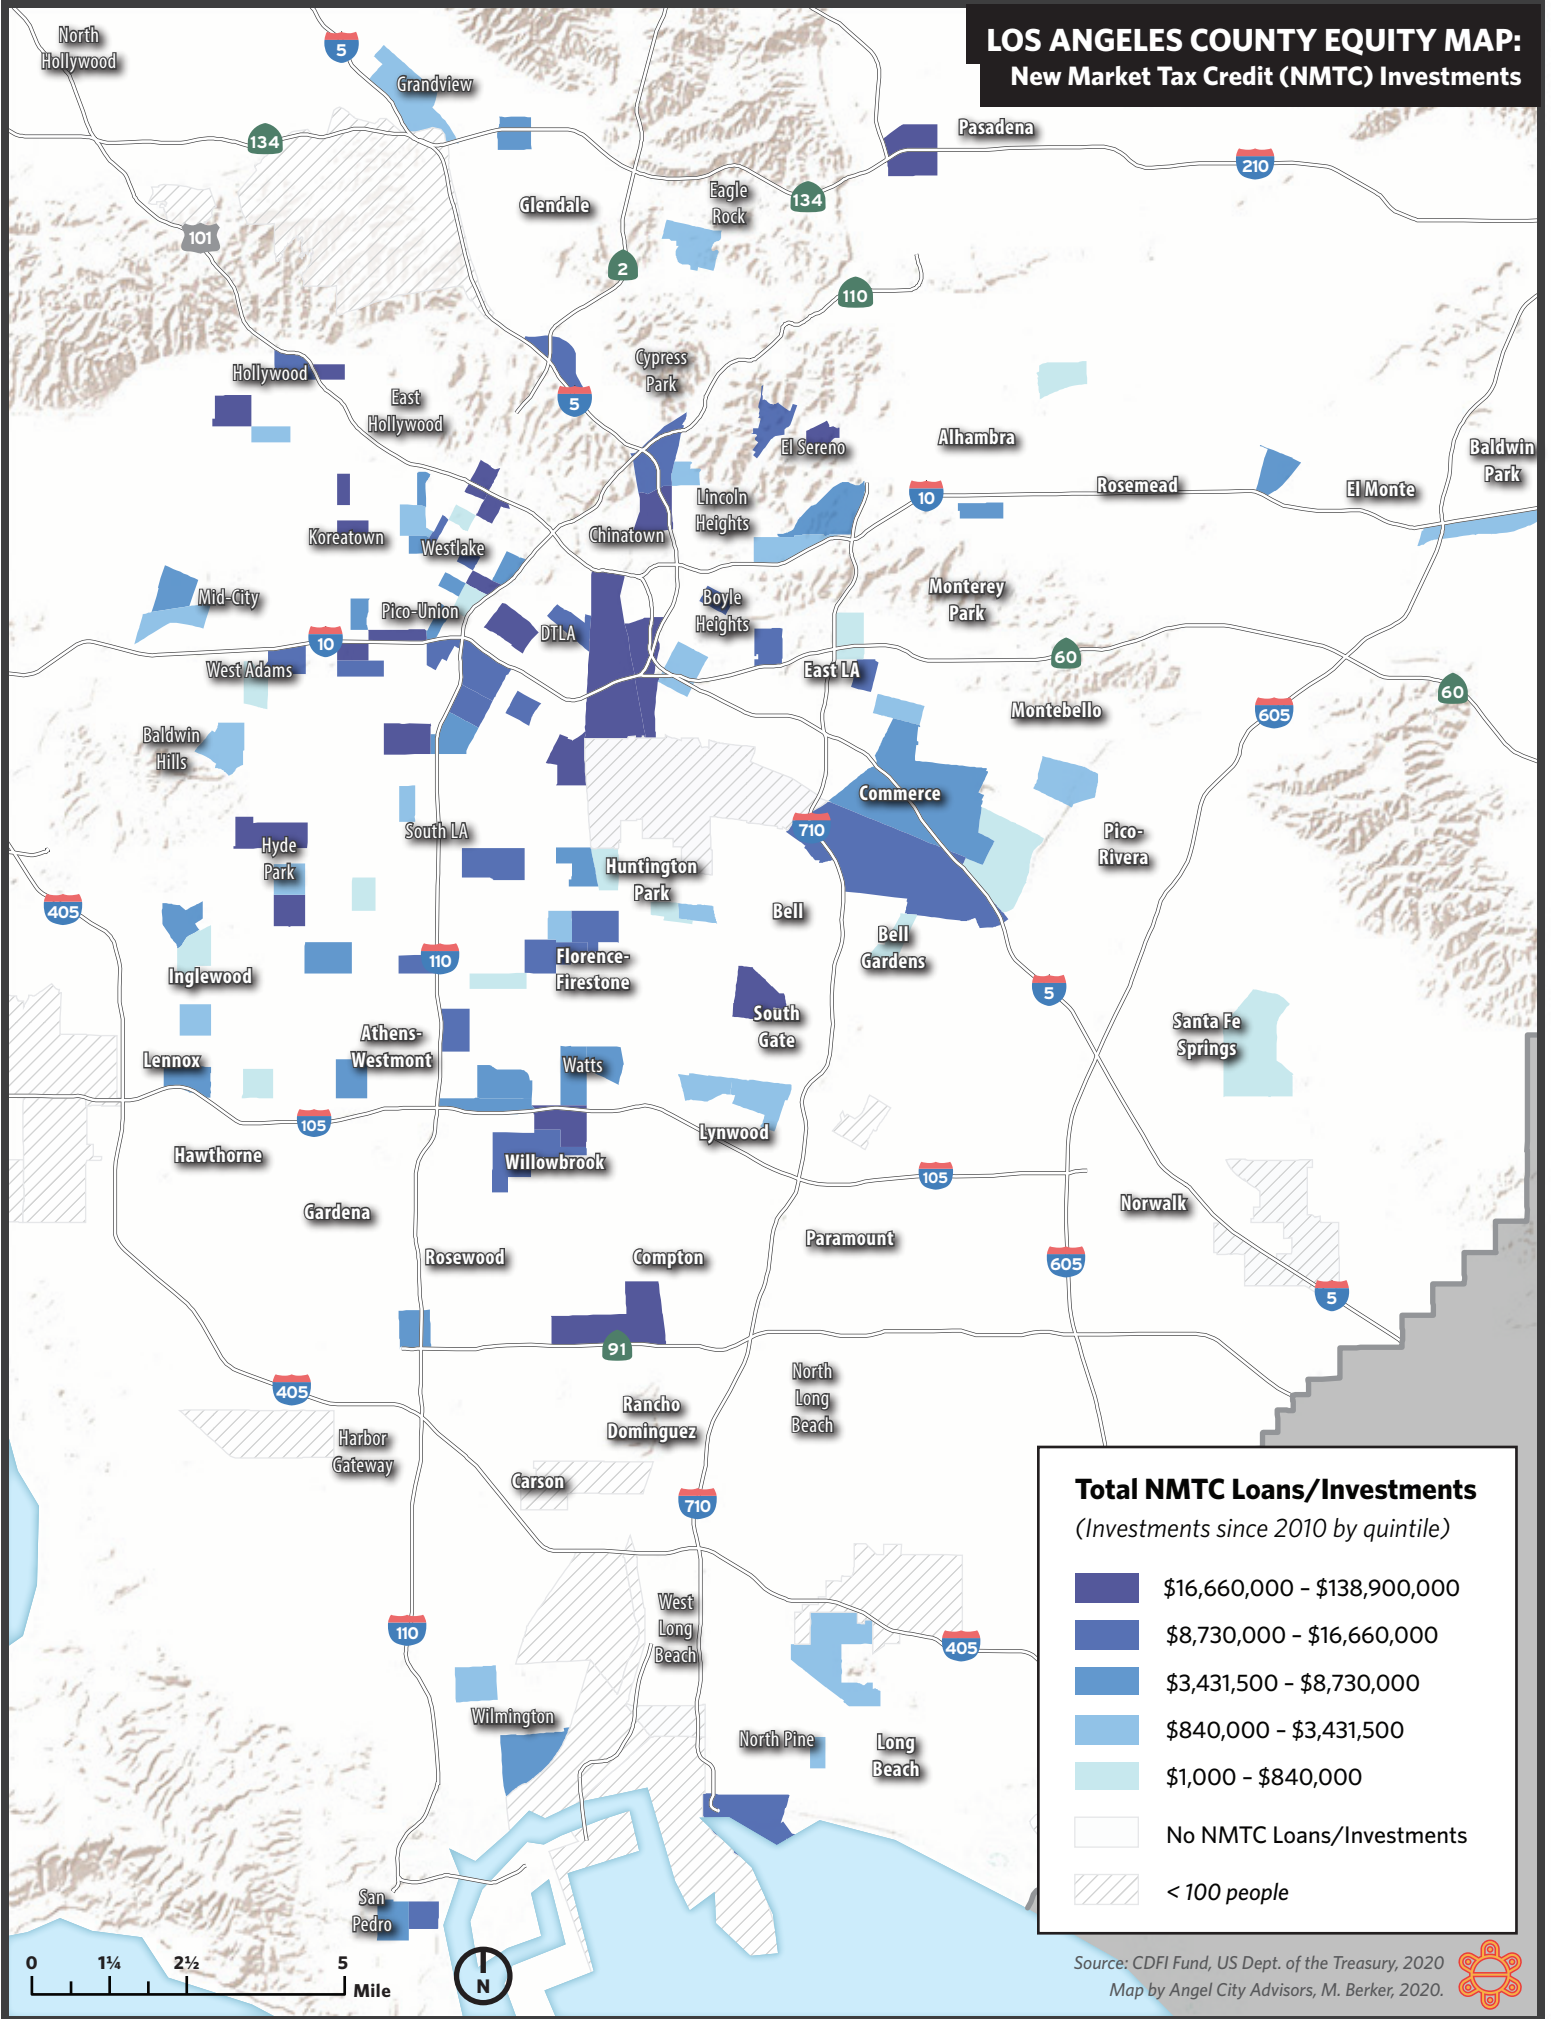 LOS ANGELES COUNTY EQUITY MAP:
New Market Tax Credit (NMTC) Investments
North
Hollywood
5
Grandview
134
Pasadena
210
Eagle
Rock
134
Glendale
101
2
110
Cypress
Park
Hollywood
East
Hollywood
5
El Sereno
Alhambra
Baldwin
Park
Rosemead
El Monte
10
Lincoln
Heights
Chinatown
Koreatown
Westlake
Mid-City
Pico-Union
DTLA
Boyle
Heights
Monterey
Park
10
West Adams
East LA
60
60
Montebello
605
Baldwin
Hills
Commerce
South LA
710
Pico-
Rivera
Hyde
Park
Huntington
Park
405
Bell
Bell
Gardens
110
Florence-
Firestone
Inglewood
5
South
Gate
Santa Fe
Springs
Athens-
Westmont
Lennox
Watts
105
Lynwood
Hawthorne
Willowbrook
105
Norwalk
Gardena
Paramount
Rosewood
Compton
605
5
91
405
North
Long
Beach
Rancho
Dominguez
Harbor
Gateway
Carson
710
West
Long
Beach
110
405
Wilmington
North Pine
Long
Beach
San
Pedro
Total NMTC Loans/Investments
(Investments since 2010 by quintile)
$16,660,000 – $138,900,000
$8,730,000 – $16,660,000
$3,431,500 – $8,730,000
$840,000 – $3,431,500
$1,000 – $840,000
No NMTC Loans/Investments
< 100 people
0 1¼ 2½ 5
Mile
N
Source: CDFI Fund, US Dept. of the Treasury, 2020
Map by Angel City Advisors, M. Berker, 2020.